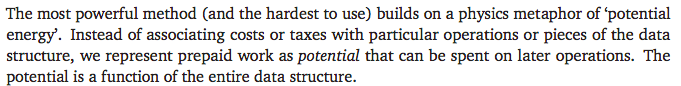 The most powerful method (and the hardest to use) builds on a physics metaphor of ‘potential
energy’. Instead of associating costs or taxes with particular operations or pieces of the data
structure, we represent prepaid work as potential that can be spent on later operations. The
potential is a function of the entire data structure.